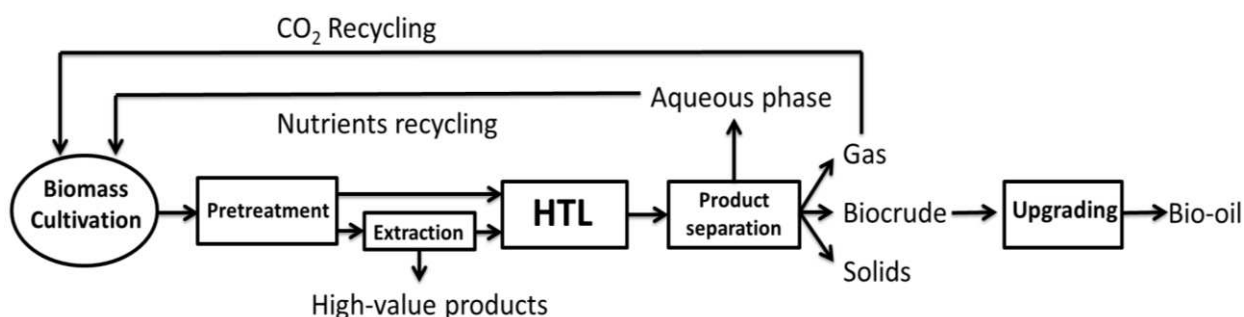 CO₂ Recycling
Aqueous phase
Nutrients recycling
Gas
Biomass
Cultivation
Pretreatment
Extraction
HTL
Product
separation
Biocrude
Upgrading
Bio-oil
Solids
High-value products